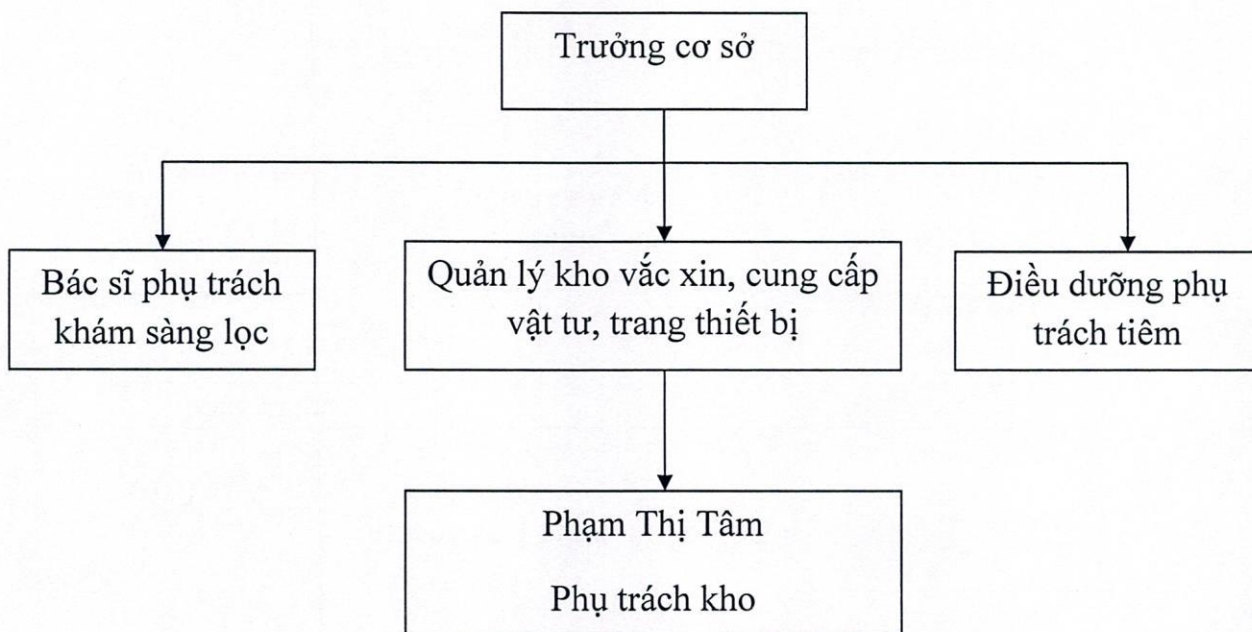 Trưởng cơ sở
Bác sĩ phụ trách
khám sàng lọc
Quản lý kho vắc xin, cung cấp
vật tư, trang thiết bị
Điều dưỡng phụ
trách tiêm
Phạm Thị Tâm
Phụ trách kho